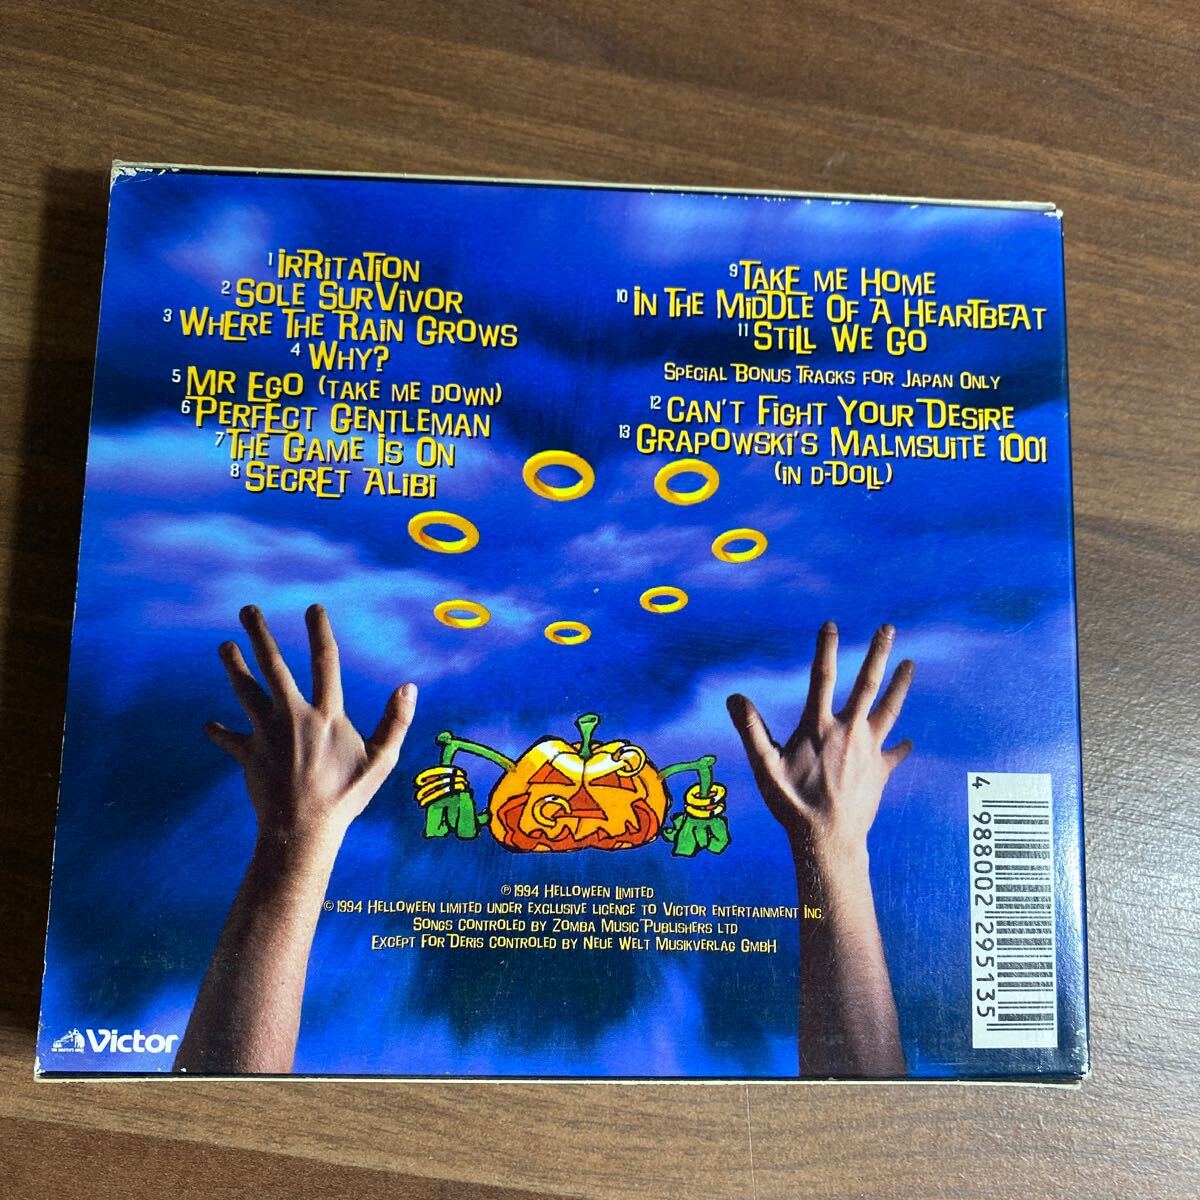 1 Irritation
2 Sole Survivor
3 Where The Rain Grows
4 Why?
5 Mr Ego (Take Me Down)
6 Perfect Gentleman
7 The Game Is On
8 Secret Alibi
9 Take Me Home
10 In The Middle Of A Heartbeat
11 Still We Go
Special Bonus Tracks for Japan Only
12 Can't Fight Your Desire
13 Grapowski's Malmsuite 1001
(in D-Doll)
℗ 1994 Helloween Limited
© 1994 Helloween limited under exclusive licence to Victor entertainment Inc.
Songs controled by Zomba Music Publishers Ltd
Except for Deris controled by Neue Welt Musikverlag GmbH
Victor
4 988002 295135